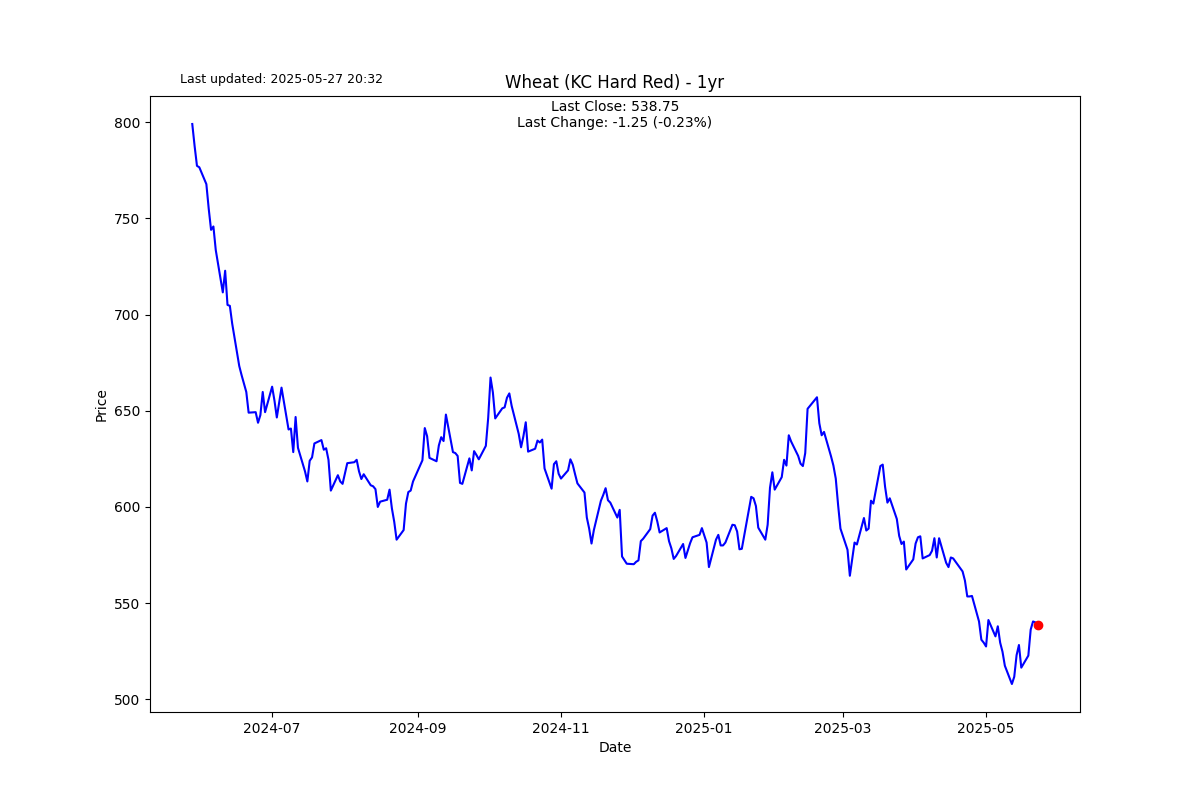 Last updated: 2025-05-27 20:32
Wheat (KC Hard Red) - 1yr
Last Close: 538.75
Last Change: -1.25 (-0.23%)
800
750
700
650
600
550
500
Price
2024-07
2024-09
2024-11
2025-01
2025-03
2025-05
Date